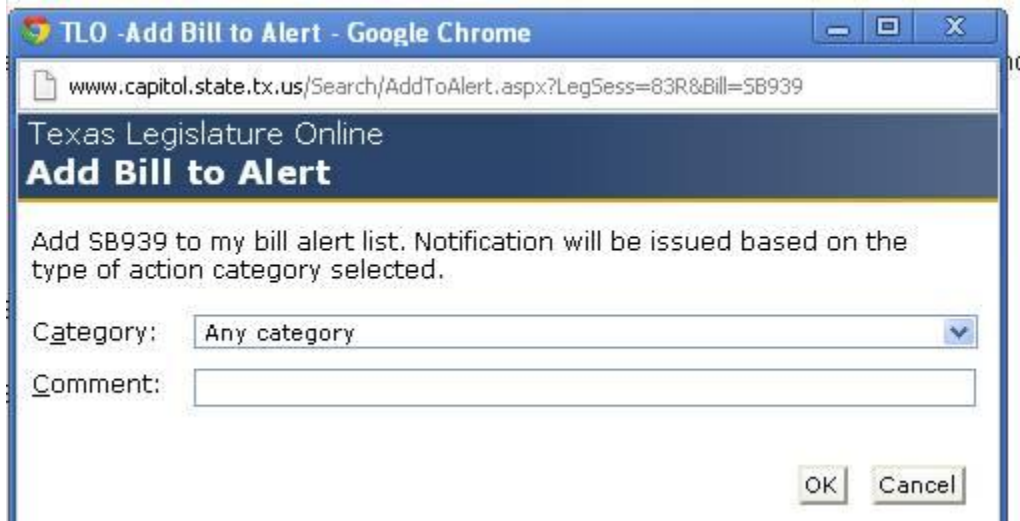 TLO -Add Bill to Alert - Google Chrome
www.capitol.state.tx.us/Search/AddToAlert.aspx?LegSess=83R&Bill=SB939
Texas Legislature Online
Add Bill to Alert
Add SB939 to my bill alert list. Notification will be issued based on the
type of action category selected.
Category: Any category
Comment:
OK Cancel